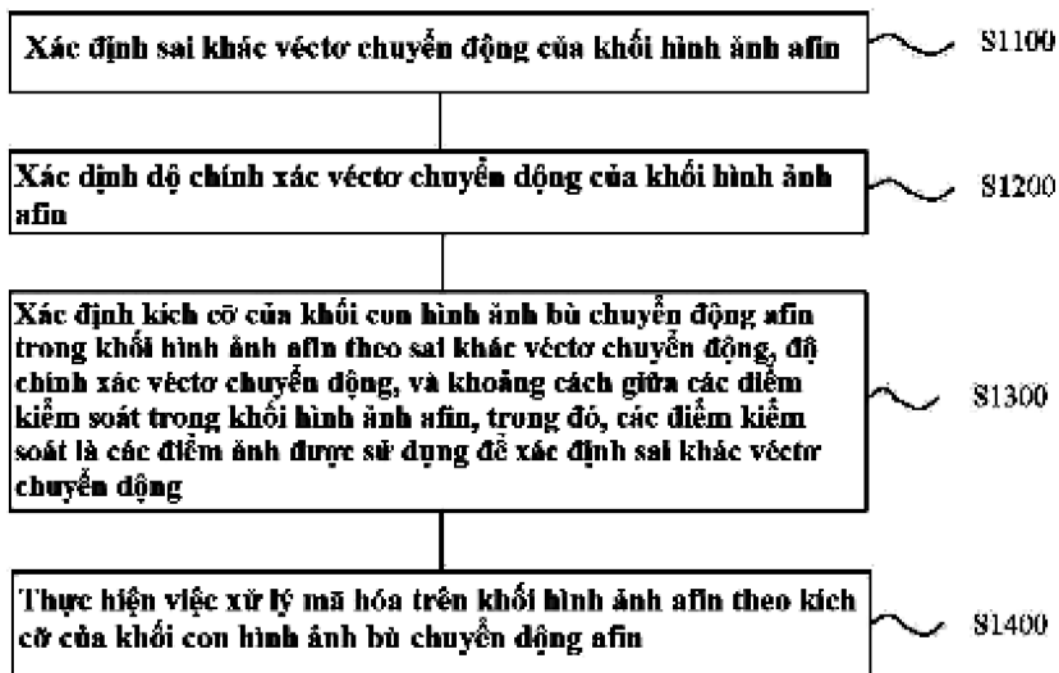 Xác định sai khác véctơ chuyển động của khối hình ảnh afin
S1100
Xác định độ chính xác véctơ chuyển động của khối hình ảnh
afin
S1200
Xác định kích cỡ của khối con hình ảnh bù chuyển động afin
trong khối hình ảnh afin theo sai khác véctơ chuyển động, độ
chính xác véctơ chuyển động, và khoảng cách giữa các điểm
kiểm soát trong khối hình ảnh afin, trong đó, các điểm kiểm
soát là các điểm ảnh được sử dụng để xác định sai khác véctơ
chuyển động
S1300
Thực hiện việc xử lý mã hóa trên khối hình ảnh afin theo kích
cỡ của khối con hình ảnh bù chuyển động afin
S1400